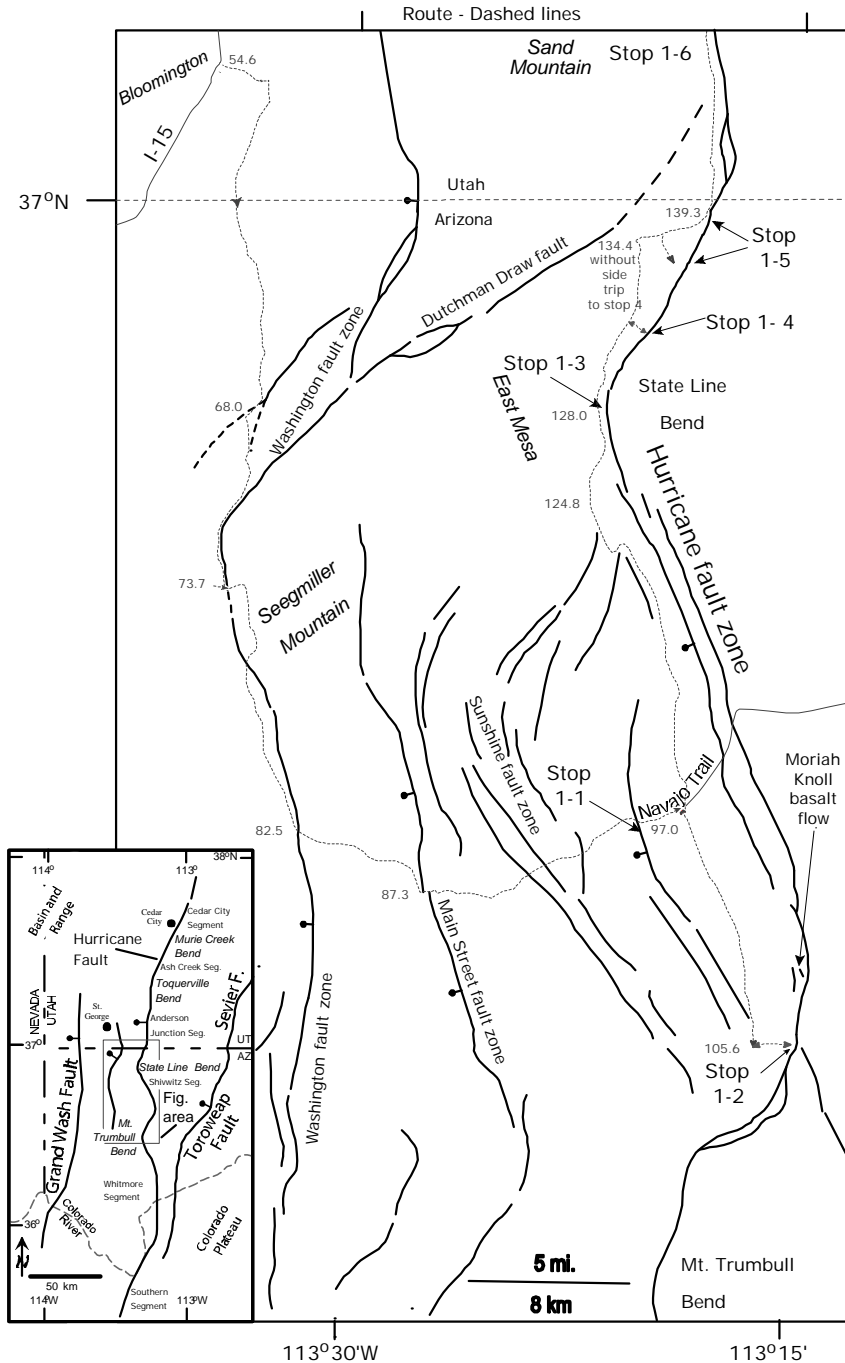 Route - Dashed lines
54.6
Bloomington
Sand
Mountain
Stop 1-6
I-15
37°N
Utah
Arizona
139.3
Stop
1-5
134.4
without
side
trip
to stop 4
Dutchman Draw fault
Stop 1- 4
Washington fault zone
Stop 1-3
East Mesa
State Line
Bend
68.0
128.0
Hurricane fault zone
124.8
73.7
Seegmiller
Mountain
Sunshine fault zone
Stop
1-1
Navajo Trail
Moriah
Knoll
basalt
flow
82.5
97.0
87.3
Main Street fault zone
Washington fault zone
105.6
Stop
1-2
5 mi.
8 km
Mt. Trumbull
Bend
113°30'W
113°15'
114°
113°
38°N
Basin and
Range
Cedar
City
Cedar City
Segment
Hurricane
Fault
Murie Creek
Bend
Ash Creek Seg.
Toquerville
Bend
Sevier F.
NEVADA
UTAH
St.
George
Anderson
Junction Seg.
37°
UT
AZ
State Line Bend
Shivwitz Seg.
Grand Wash Fault
Fig.
area
Mt.
Trumbull
Bend
Toroweap
Fault
Whitmore
Segment
36°
Colorado
River
Colorado
Plateau
N
50 km
114°W
113°W
Southern
Segment